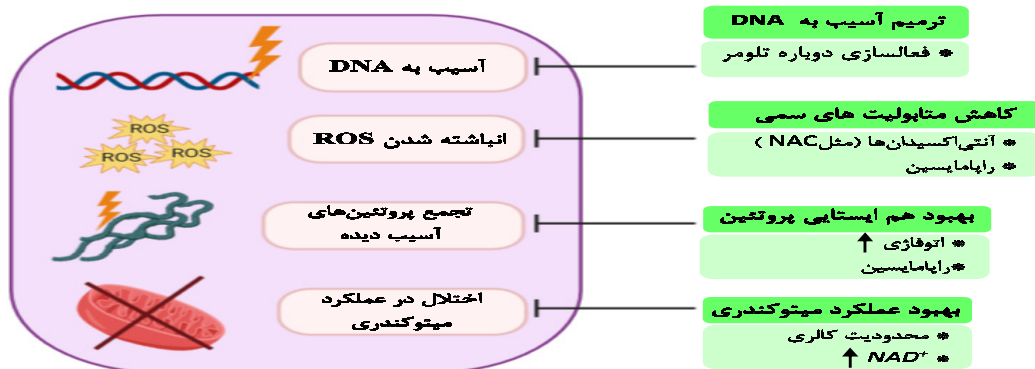 آسیب به DNA
ROS
ROS
ROS
انباشته شدن ROS
تجمع پروتئین‌های
آسیب دیده
اختلال در عملکرد
میتوکندری
ترمیم آسیب به DNA
* فعالسازی دوباره تلومر
کاهش متابولیت های سمی
* آنتی‌اکسیدان‌ها (مثل NAC )
* راپامایسین
بهبود هم ایستایی پروتئین
* اتوفاژی ↑
*راپامایسین
بهبود عملکرد میتوکندری
* محدودیت کالری
* NAD⁺ ↑